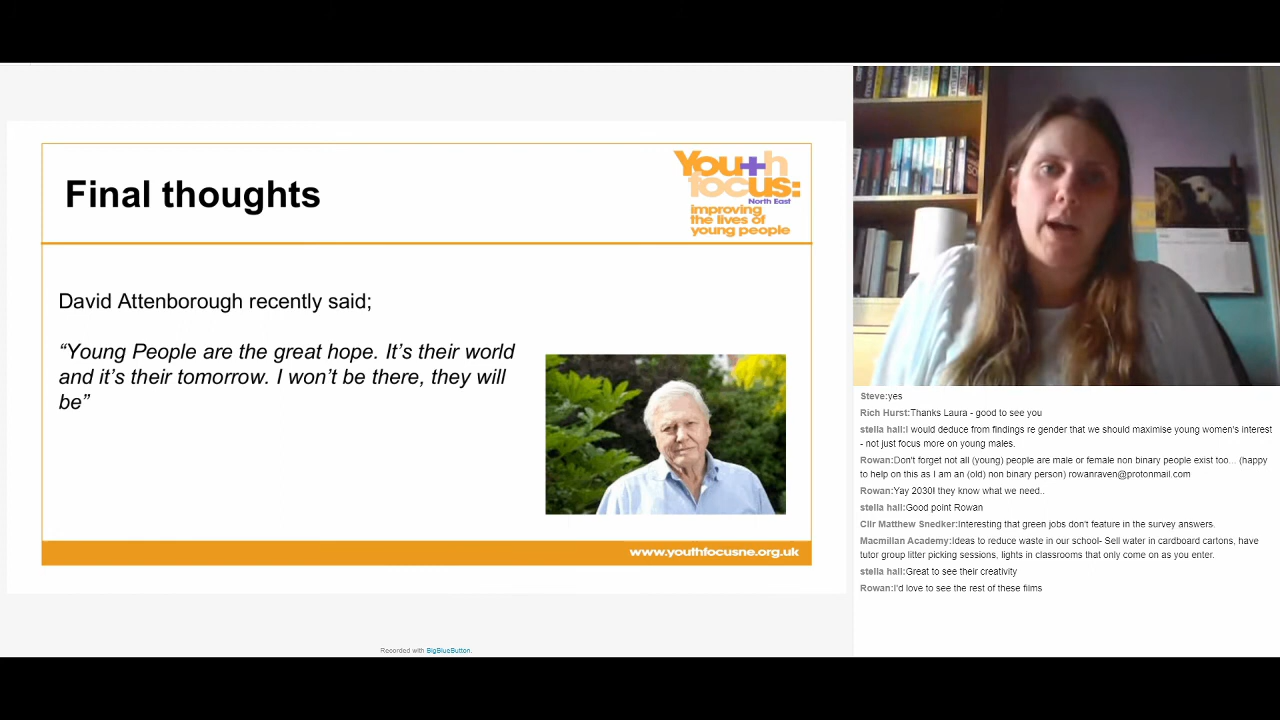 Final thoughts
Youth
focus:
North East
improving
the lives of
young people
David Attenborough recently said;
“Young People are the great hope. It’s their world
and it’s their tomorrow. I won’t be there, they will
be”
www.youthfocusne.org.uk
Recorded with BigBlueButton.
Steve:yes
Rich Hurst:Thanks Laura - good to see you
stella hall:I would deduce from findings re gender that we should maximise young women's interest
- not just focus more on young males.
Rowan:Don't forget not all (young) people are male or female non binary people exist too... (happy
to help on this as I am an (old) non binary person) rowanraven@protonmail.com
Rowan:Yay 2030! they know what we need..
stella hall:Good point Rowan
Cllr Matthew Snedker:Interesting that green jobs don't feature in the survey answers.
Macmillan Academy:Ideas to reduce waste in our school- Sell water in cardboard cartons, have
tutor group litter picking sessions, lights in classrooms that only come on as you enter.
stella hall:Great to see their creativity
Rowan:I'd love to see the rest of these films